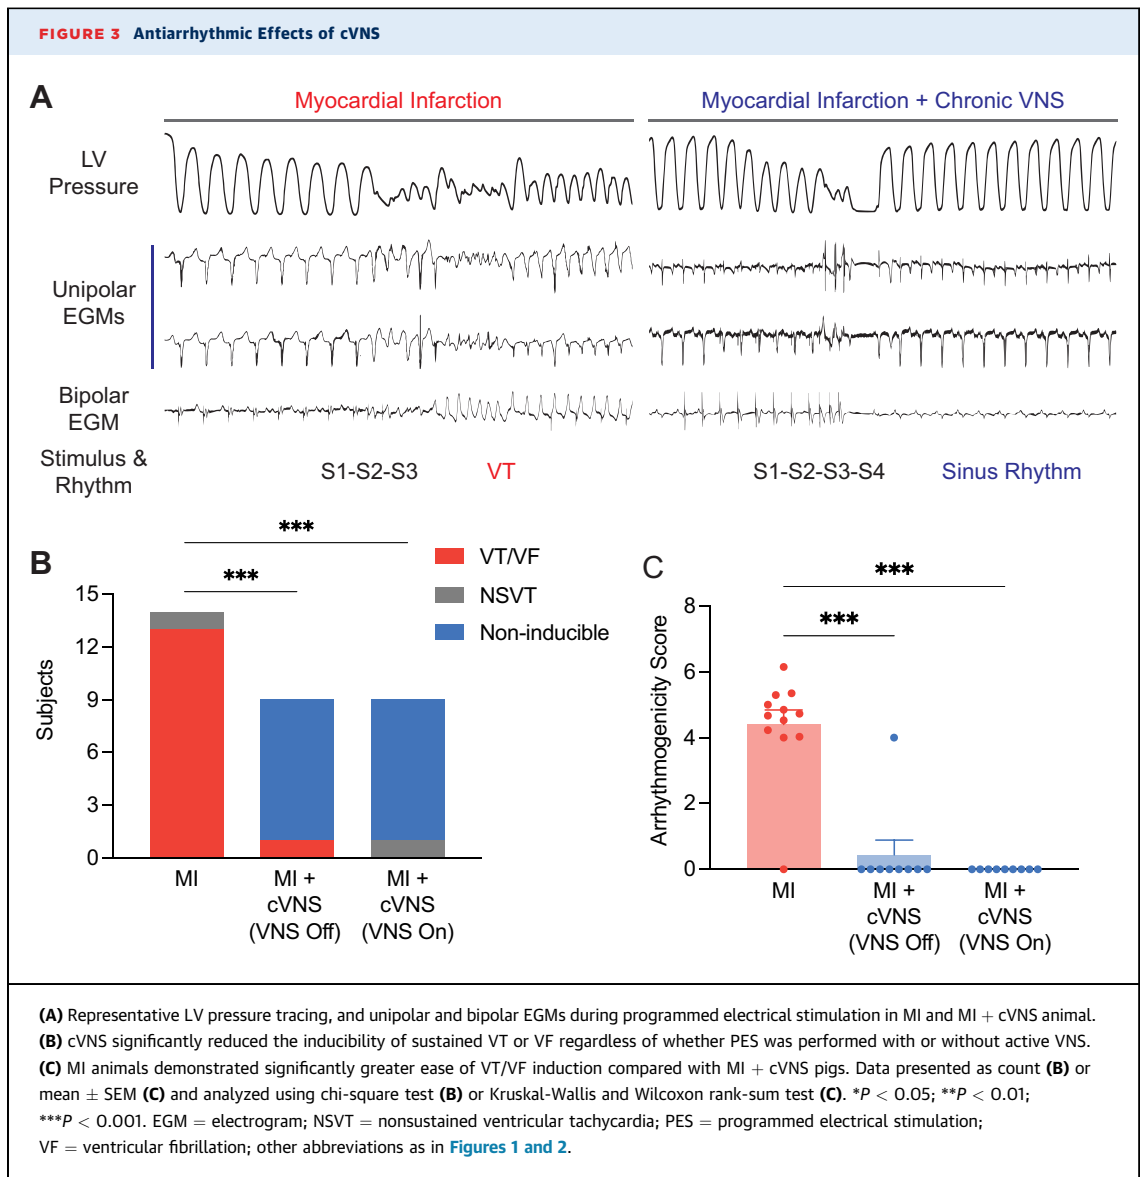 FIGURE 3 Antiarrhythmic Effects of cVNS
A
Myocardial Infarction
Myocardial Infarction + Chronic VNS
LV
Pressure
Unipolar
EGMs
Bipolar
EGM
Stimulus &
Rhythm
S1-S2-S3
VT
S1-S2-S3-S4
Sinus Rhythm
B
***
***
VT/VF
NSVT
Non-inducible
Subjects
15
12
9
6
3
0
MI
MI +
cVNS
(VNS Off)
MI +
cVNS
(VNS On)
C
***
***
Arrhythmogenicity Score
8
6
4
2
0
MI
MI +
cVNS
(VNS Off)
MI +
cVNS
(VNS On)
(A) Representative LV pressure tracing, and unipolar and bipolar EGMs during programmed electrical stimulation in MI and MI + cVNS animal.
(B) cVNS significantly reduced the inducibility of sustained VT or VF regardless of whether PES was performed with or without active VNS.
(C) MI animals demonstrated significantly greater ease of VT/VF induction compared with MI + cVNS pigs. Data presented as count (B) or
mean ± SEM (C) and analyzed using chi-square test (B) or Kruskal-Wallis and Wilcoxon rank-sum test (C). *P < 0.05; **P < 0.01;
***P < 0.001. EGM = electrogram; NSVT = nonsustained ventricular tachycardia; PES = programmed electrical stimulation;
VF = ventricular fibrillation; other abbreviations as in Figures 1 and 2.